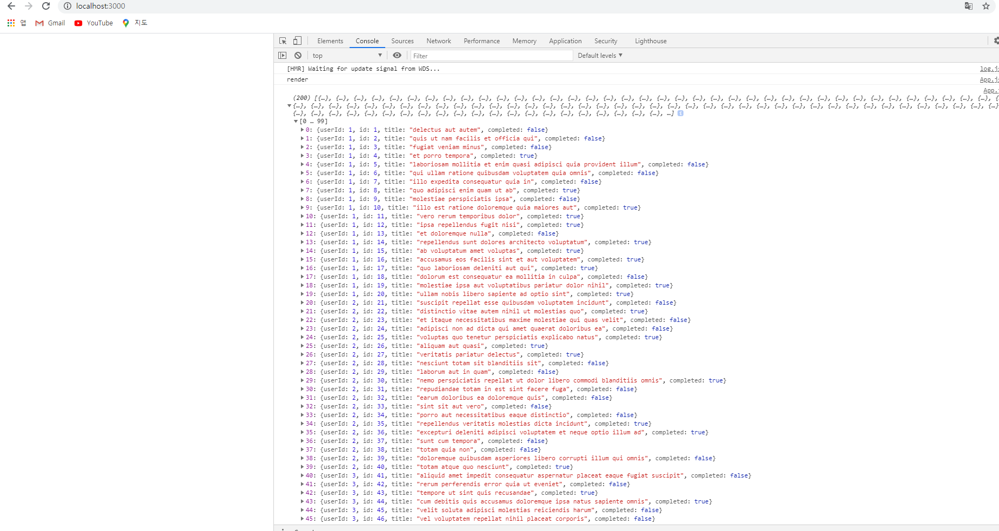 localhost:3000
앱 Gmail YouTube 지도
Elements Console Sources Network Performance Memory Application Security Lighthouse
top Filter Default levels
[HMR] Waiting for update signal from WDS... log.js
render App.js
App.j
(200) [{…}, {…}, {…}, {…}, {…}, {…}, {…}, {…}, {…}, {…}, {…}, {…}, {…}, {…}, {…}, {…}, {…}, {…}, {…}, {…}, {…}, {…}, {…}, {…}, {…}, {…}, {…}, {…}, {…}, {…}, {…}, {…}, {…}, {…}, {…}, {…}, {…}, {…}, {
{…}, {…}, {…}, {…}, {…}, {…}, {…}, {…}, {…}, {…}, {…}, {…}, {…}, {…}, {…}, {…}, {…}, {…}, {…}, {…}, {…}, {…}, {…}, {…}, {…}, {…}, {…}, {…}, {…}, {…}, {…}, {…}, {…}, {…}, {…}, {…}, {…}, {…}, {…}, {…}
{…}, {…}, {…}, {…}, {…}, {…}, {…}, {…}, {…}, {…}, {…}, {…}, {…}, {…}, {…}, {…}, {…}, {…}, {…}, {…}, {…}, …] i
[0 … 99]
0: {userId: 1, id: 1, title: "delectus aut autem", completed: false}
1: {userId: 1, id: 2, title: "quis ut nam facilis et officia qui", completed: false}
2: {userId: 1, id: 3, title: "fugiat veniam minus", completed: false}
3: {userId: 1, id: 4, title: "et porro tempora", completed: true}
4: {userId: 1, id: 5, title: "laboriosam mollitia et enim quasi adipisci quia provident illum", completed: false}
5: {userId: 1, id: 6, title: "qui ullam ratione quibusdam voluptatem quia omnis", completed: false}
6: {userId: 1, id: 7, title: "illo expedita consequatur quia in", completed: false}
7: {userId: 1, id: 8, title: "quo adipisci enim quam ut ab", completed: true}
8: {userId: 1, id: 9, title: "molestiae perspiciatis ipsa", completed: false}
9: {userId: 1, id: 10, title: "illo est ratione doloremque quia maiores aut", completed: true}
10: {userId: 1, id: 11, title: "vero rerum temporibus dolor", completed: true}
11: {userId: 1, id: 12, title: "ipsa repellendus fugit nisi", completed: true}
12: {userId: 1, id: 13, title: "et doloremque nulla", completed: false}
13: {userId: 1, id: 14, title: "repellendus sunt dolores architecto voluptatum", completed: true}
14: {userId: 1, id: 15, title: "ab voluptatum amet voluptas", completed: true}
15: {userId: 1, id: 16, title: "accusamus eos facilis sint et aut voluptatem", completed: true}
16: {userId: 1, id: 17, title: "quo laboriosam deleniti aut qui", completed: true}
17: {userId: 1, id: 18, title: "dolorum est consequatur ea mollitia in culpa", completed: false}
18: {userId: 1, id: 19, title: "molestiae ipsa aut voluptatibus pariatur dolor nihil", completed: true}
19: {userId: 1, id: 20, title: "ullam nobis libero sapiente ad optio sint", completed: true}
20: {userId: 2, id: 21, title: "suscipit repellat esse quibusdam voluptatem incidunt", completed: false}
21: {userId: 2, id: 22, title: "distinctio vitae autem nihil ut molestias quo", completed: true}
22: {userId: 2, id: 23, title: "et itaque necessitatibus maxime molestiae qui quas velit", completed: false}
23: {userId: 2, id: 24, title: "adipisci non ad dicta qui amet quaerat doloribus ea", completed: false}
24: {userId: 2, id: 25, title: "voluptas quo tenetur perspiciatis explicabo natus", completed: true}
25: {userId: 2, id: 26, title: "aliquam aut quasi", completed: true}
26: {userId: 2, id: 27, title: "veritatis pariatur delectus", completed: true}
27: {userId: 2, id: 28, title: "nesciunt totam sit blanditiis sit", completed: false}
28: {userId: 2, id: 29, title: "laborum aut in quam", completed: false}
29: {userId: 2, id: 30, title: "nemo perspiciatis repellat ut dolor libero commodi blanditiis omnis", completed: true}
30: {userId: 2, id: 31, title: "repudiandae totam in est sint facere fuga", completed: false}
31: {userId: 2, id: 32, title: "earum doloribus ea doloremque quis", completed: false}
32: {userId: 2, id: 33, title: "sint sit aut vero", completed: false}
33: {userId: 2, id: 34, title: "porro aut necessitatibus eaque distinctio", completed: false}
34: {userId: 2, id: 35, title: "repellendus veritatis molestias dicta incidunt", completed: true}
35: {userId: 2, id: 36, title: "excepturi deleniti adipisci voluptatem et neque optio illum ad", completed: true}
36: {userId: 2, id: 37, title: "sunt cum tempora", completed: false}
37: {userId: 2, id: 38, title: "totam quia non", completed: false}
38: {userId: 2, id: 39, title: "doloremque quibusdam asperiores libero corrupti illum qui omnis", completed: false}
39: {userId: 2, id: 40, title: "totam atque quo nesciunt", completed: true}
40: {userId: 3, id: 41, title: "aliquid amet impedit consequatur aspernatur placeat eaque fugiat suscipit", completed: false}
41: {userId: 3, id: 42, title: "rerum perferendis error quia ut eveniet", completed: false}
42: {userId: 3, id: 43, title: "tempore ut sint quis recusandae", completed: true}
43: {userId: 3, id: 44, title: "cum debitis quis accusamus doloremque ipsa natus sapiente omnis", completed: true}
44: {userId: 3, id: 45, title: "velit soluta adipisci molestias reiciendis harum", completed: false}
45: {userId: 3, id: 46, title: "vel voluptatem repellat nihil placeat corporis", completed: false}